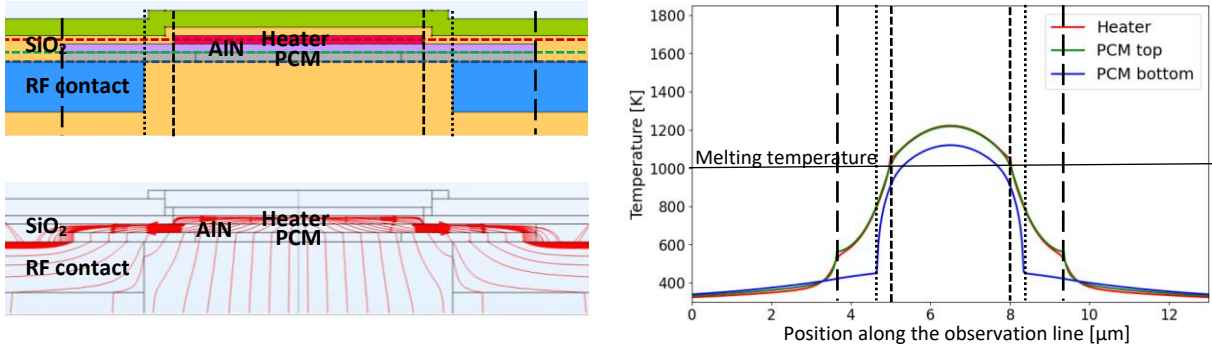 Heater
SiO₂
AlN
PCM
RF contact
Heater
SiO₂
AlN
PCM
RF contact
1800
1600
1400
1200
1000
800
600
400
Temperature [K]
Heater
PCM top
PCM bottom
Melting temperature
0 2 4 6 8 10 12
Position along the observation line [µm]